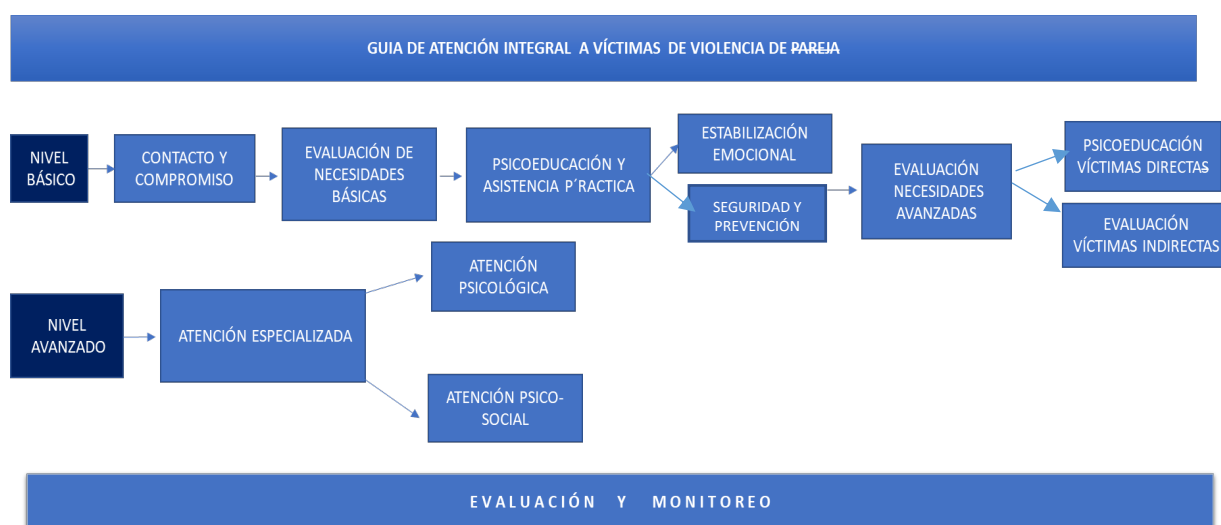 GUIA DE ATENCIÓN INTEGRAL A VÍCTIMAS DE VIOLENCIA DE PAREJA
NIVEL
BÁSICO
CONTACTO Y
COMPROMISO
EVALUACIÓN DE
NECESIDADES
BÁSICAS
PSICOEDUCACIÓN Y
ASISTENCIA P´RACTICA
ESTABILIZACIÓN
EMOCIONAL
SEGURIDAD Y
PREVENCIÓN
EVALUACIÓN
NECESIDADES
AVANZADAS
PSICOEDUCACIÓN
VÍCTIMAS DIRECTAS
EVALUACIÓN
VÍCTIMAS INDIRECTAS
NIVEL
AVANZADO
ATENCIÓN ESPECIALIZADA
ATENCIÓN
PSICOLÓGICA
ATENCIÓN PSICO-
SOCIAL
EVALUACIÓN Y MONITOREO